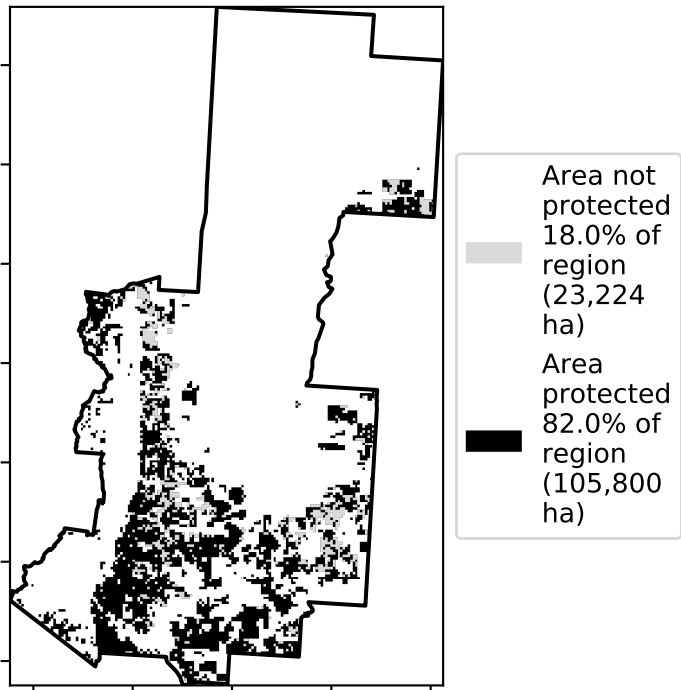 Area not
protected
18.0% of
region
(23,224
ha)
Area
protected
82.0% of
region
(105,800
ha)